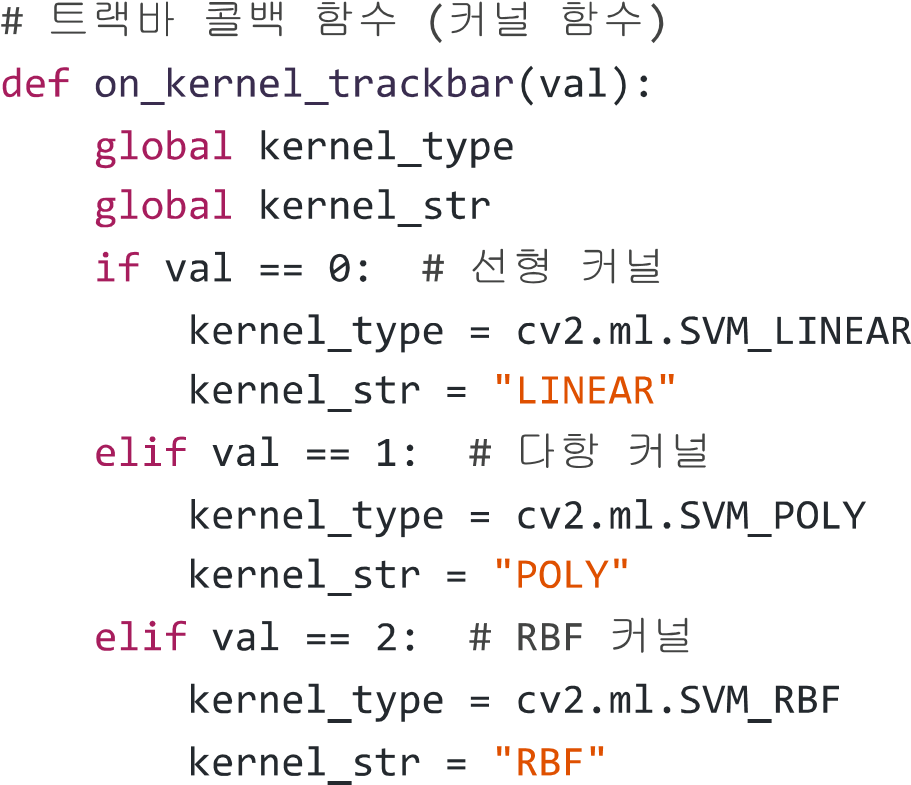 # 트랙바 콜백 함수 (커널 함수)
def on_kernel_trackbar(val):
    global kernel_type
    global kernel_str
    if val == 0:  # 선형 커널
        kernel_type = cv2.ml.SVM_LINEAR
        kernel_str = "LINEAR"
    elif val == 1:  # 다항 커널
        kernel_type = cv2.ml.SVM_POLY
        kernel_str = "POLY"
    elif val == 2:  # RBF 커널
        kernel_type = cv2.ml.SVM_RBF
        kernel_str = "RBF"